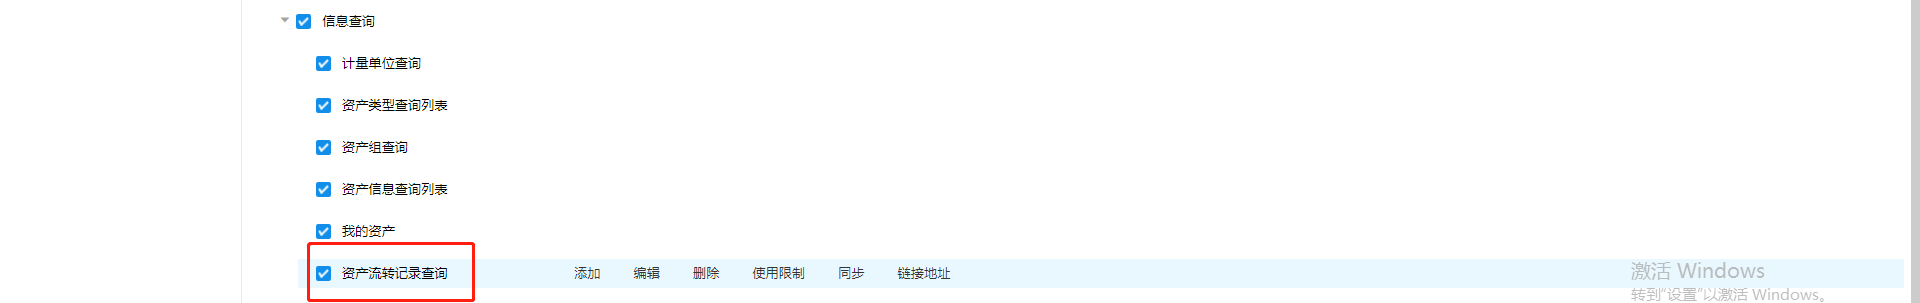 信息查询
计量单位查询
资产类型查询列表
资产组查询
资产信息查询列表
我的资产
资产流转记录查询 添加 编辑 删除 使用限制 同步 链接地址
激活 Windows
转到“设置”以激活 Windows。